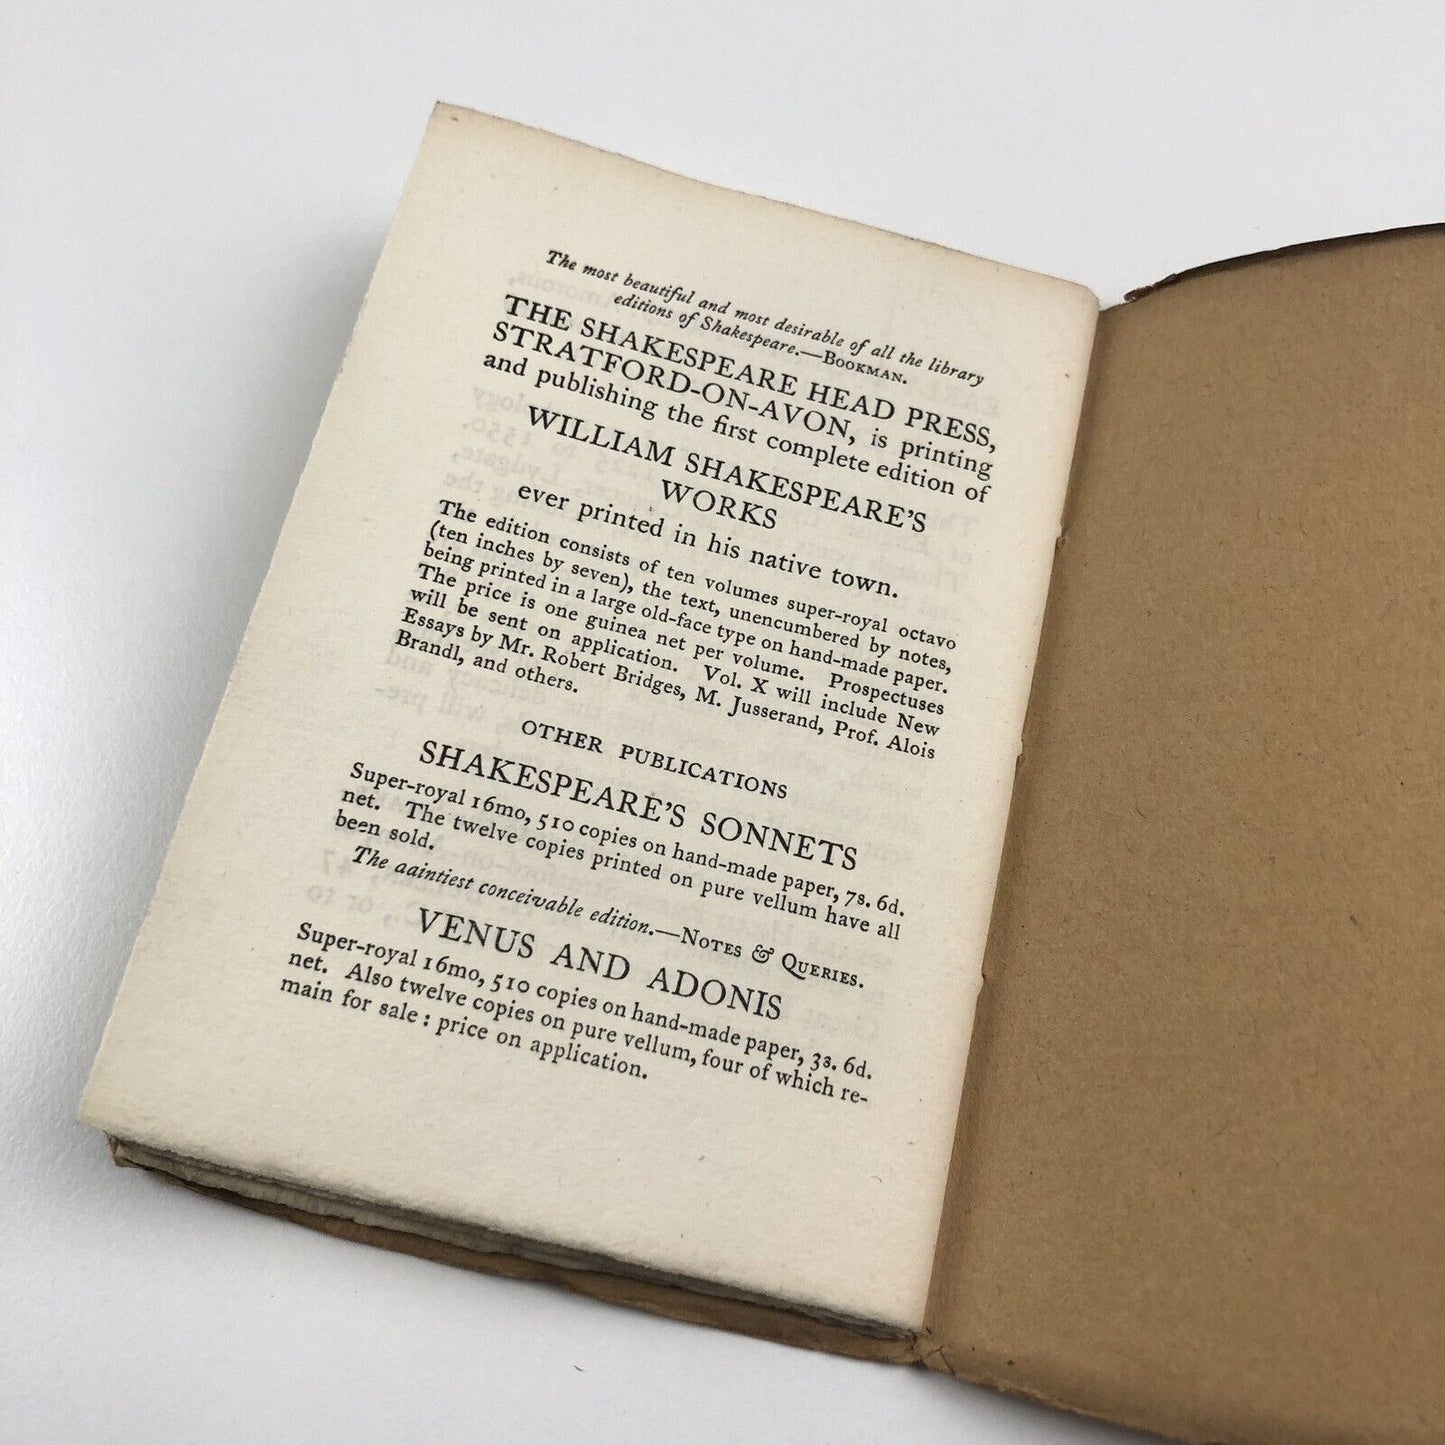 The most beautiful and most desirable of all the library
editions of Shakespeare.—BOOKMAN.
THE SHAKESPEARE HEAD PRESS,
STRATFORD-ON-AVON, is printing
and publishing the first complete edition of
WILLIAM SHAKESPEARE'S
WORKS
ever printed in his native town.
The edition consists of ten volumes super-royal octavo
(ten inches by seven), the text, unencumbered by notes,
being printed in a large old-face type on hand-made paper.
The price is one guinea net per volume. Prospectuses
will be sent on application. Vol. X will include New
Essays by Mr. Robert Bridges, M. Jusserand, Prof. Alois
Brandl, and others.
OTHER PUBLICATIONS
SHAKESPEARE'S SONNETS
Super-royal 16mo, 510 copies on hand-made paper, 7s. 6d.
net. The twelve copies printed on pure vellum have all
been sold.
The aaintiest conceivable edition.—NOTES & QUERIES.
VENUS AND ADONIS
Super-royal 16mo, 510 copies on hand-made paper, 3s. 6d.
net. Also twelve copies on pure vellum, four of which re-
main for sale : price on application.